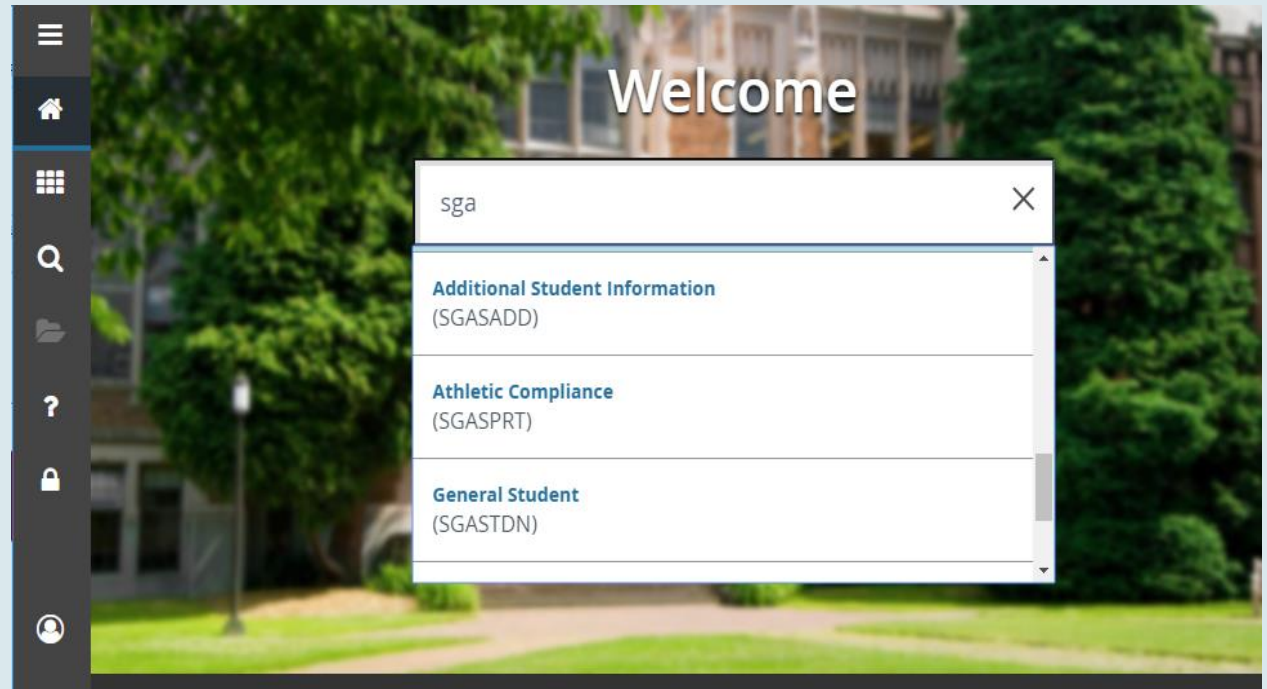 Welcome
sga
Additional Student Information
(SGASADD)
Athletic Compliance
(SGASPRT)
General Student
(SGASTDN)